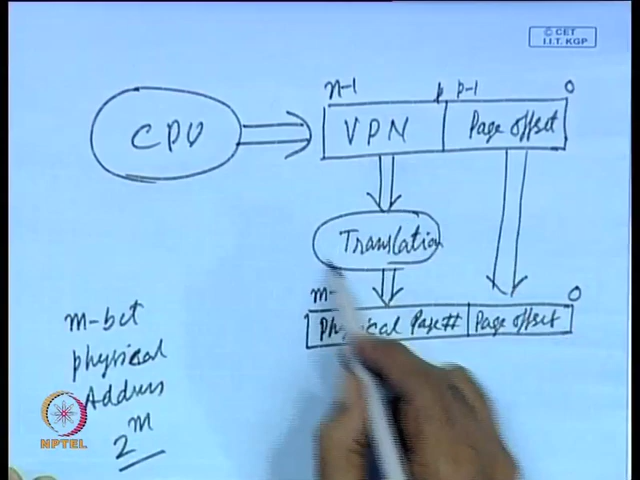 © CET
I.I.T. KGP
n-1 p p-1 0
CPU VPN Page offset
Translation
m- 0
Physical Page# Page offset
m-bit
physical
Address
2^m
NPTEL